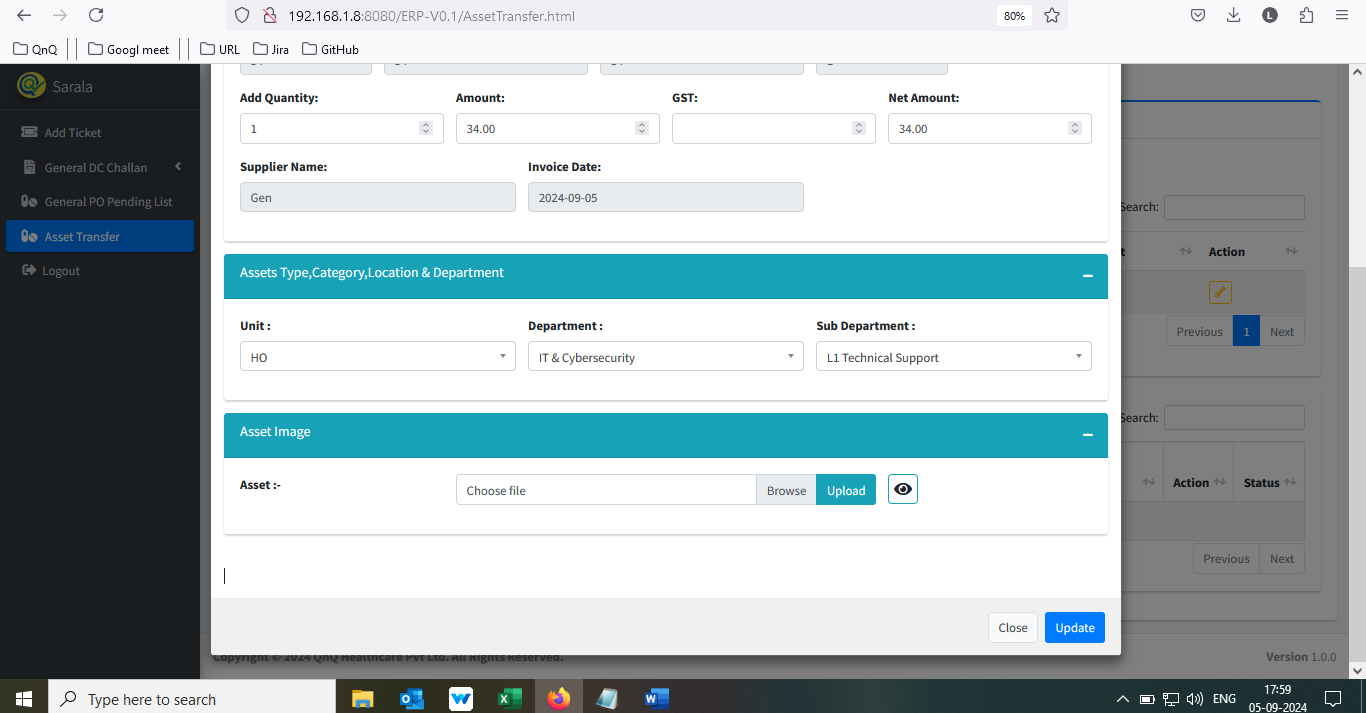 192.168.1.8:8080/ERP-V0.1/AssetTransfer.html
80%
L
QnQ
Googl meet
URL
Jira
GitHub
Sarala
Add Ticket
General DC Challan
General PO Pending List
Asset Transfer
Logout
Add Quantity:
Amount:
GST:
Net Amount:
1
34.00
34.00
Supplier Name:
Invoice Date:
Gen
2024-09-05
Assets Type,Category,Location & Department
Unit :
Department :
Sub Department :
HO
IT & Cybersecurity
L1 Technical Support
Asset Image
Asset :-
Choose file
Browse
Upload
Close
Update
Search:
Action
Previous
1
Next
Search:
Action
Status
Previous
Next
Copyright © 2024 QnQ Healthcare Pvt Ltd. All Rights Reserved.
Version 1.0.0
Type here to search
ENG
17:59
05-09-2024